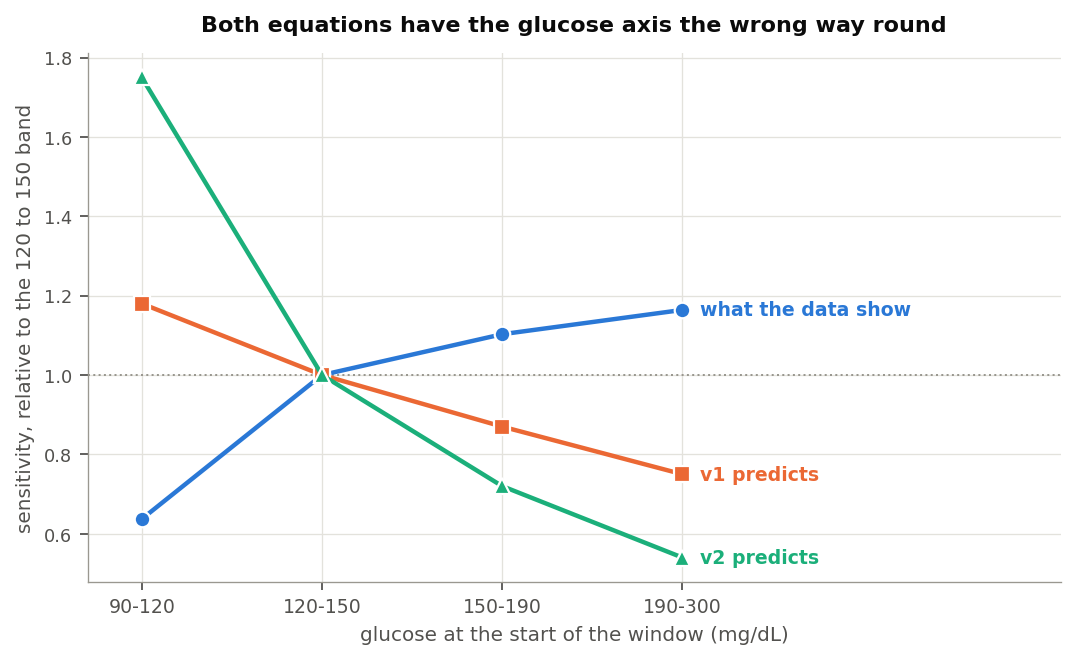 Both equations have the glucose axis the wrong way round
sensitivity, relative to the 120 to 150 band
1.8
1.6
1.4
1.2
1.0
0.8
0.6
what the data show
v1 predicts
v2 predicts
90-120
120-150
150-190
190-300
glucose at the start of the window (mg/dL)